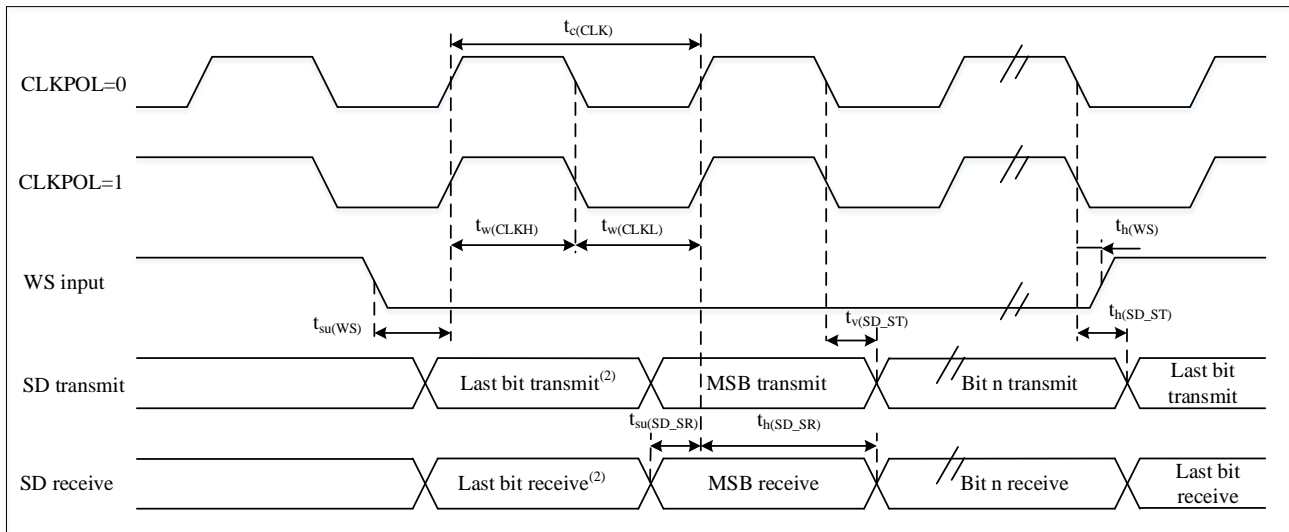 t_c(CLK)
CLKPOL=0
CLKPOL=1
t_w(CLKH)
t_w(CLKL)
t_h(WS)
WS input
t_su(WS)
t_v(SD_ST)
t_h(SD_ST)
SD transmit
Last bit transmit(2)
MSB transmit
Bit n transmit
Last bit
transmit
t_su(SD_SR)
t_h(SD_SR)
SD receive
Last bit receive(2)
MSB receive
Bit n receive
Last bit
receive